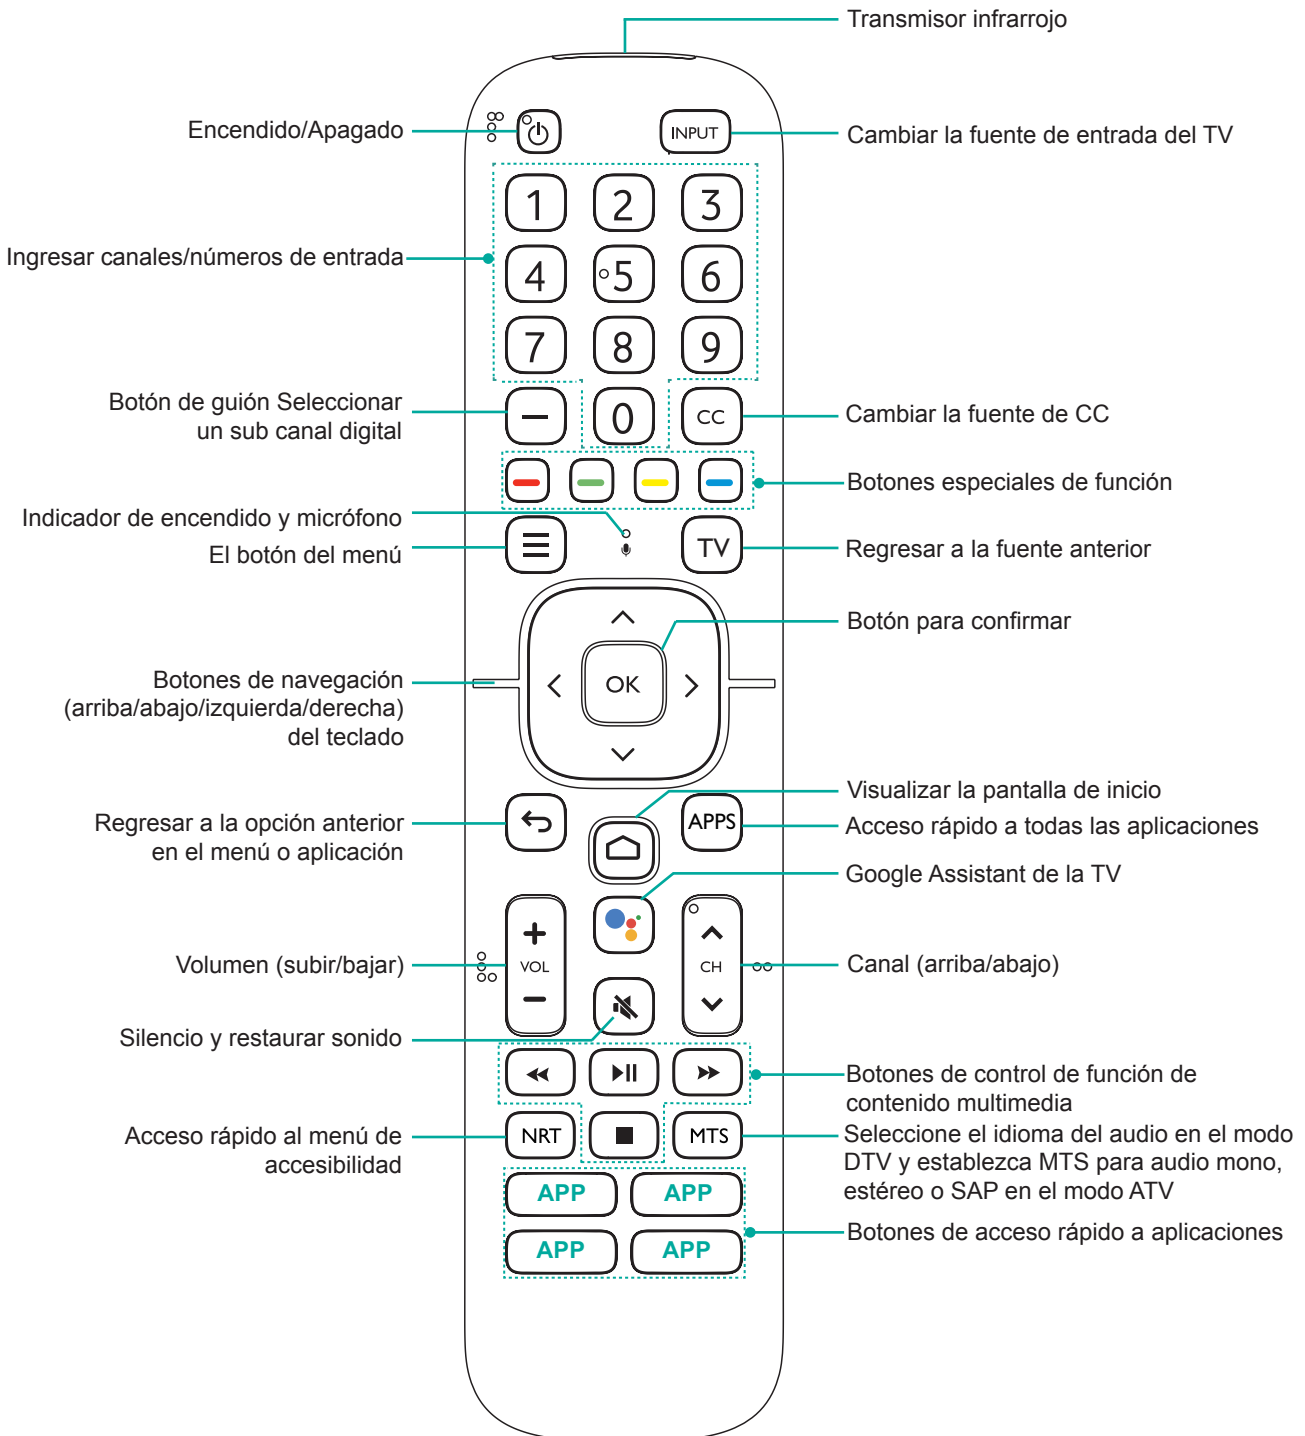 Transmisor infrarrojo
Encendido/Apagado
INPUT
Cambiar la fuente de entrada del TV
1 2 3
Ingresar canales/números de entrada
4 5 6
7 8 9
Botón de guión Seleccionar
un sub canal digital
0
CC
Cambiar la fuente de CC
Botones especiales de función
Indicador de encendido y micrófono
El botón del menú
TV
Regresar a la fuente anterior
Botón para confirmar
OK
Botones de navegación
(arriba/abajo/izquierda/derecha)
del teclado
Visualizar la pantalla de inicio
APPS
Acceso rápido a todas las aplicaciones
Regresar a la opción anterior
en el menú o aplicación
Google Assistant de la TV
Volumen (subir/bajar)
VOL
CH
Canal (arriba/abajo)
Silencio y restaurar sonido
Botones de control de función de
contenido multimedia
Acceso rápido al menú de
accesibilidad
NRT
MTS
Seleccione el idioma del audio en el modo
DTV y establezca MTS para audio mono,
estéreo o SAP en el modo ATV
APP APP
APP APP
Botones de acceso rápido a aplicaciones